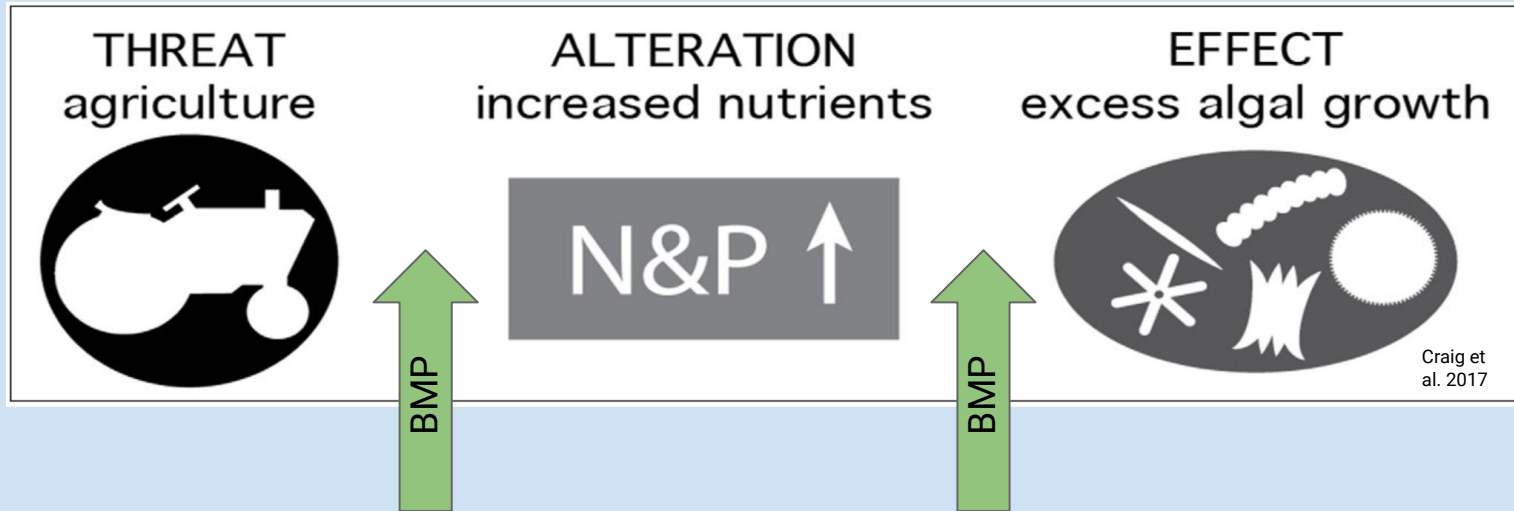 THREAT
agriculture
ALTERATION
increased nutrients
EFFECT
excess algal growth
N&P ↑
BMP
BMP
Craig et
al. 2017